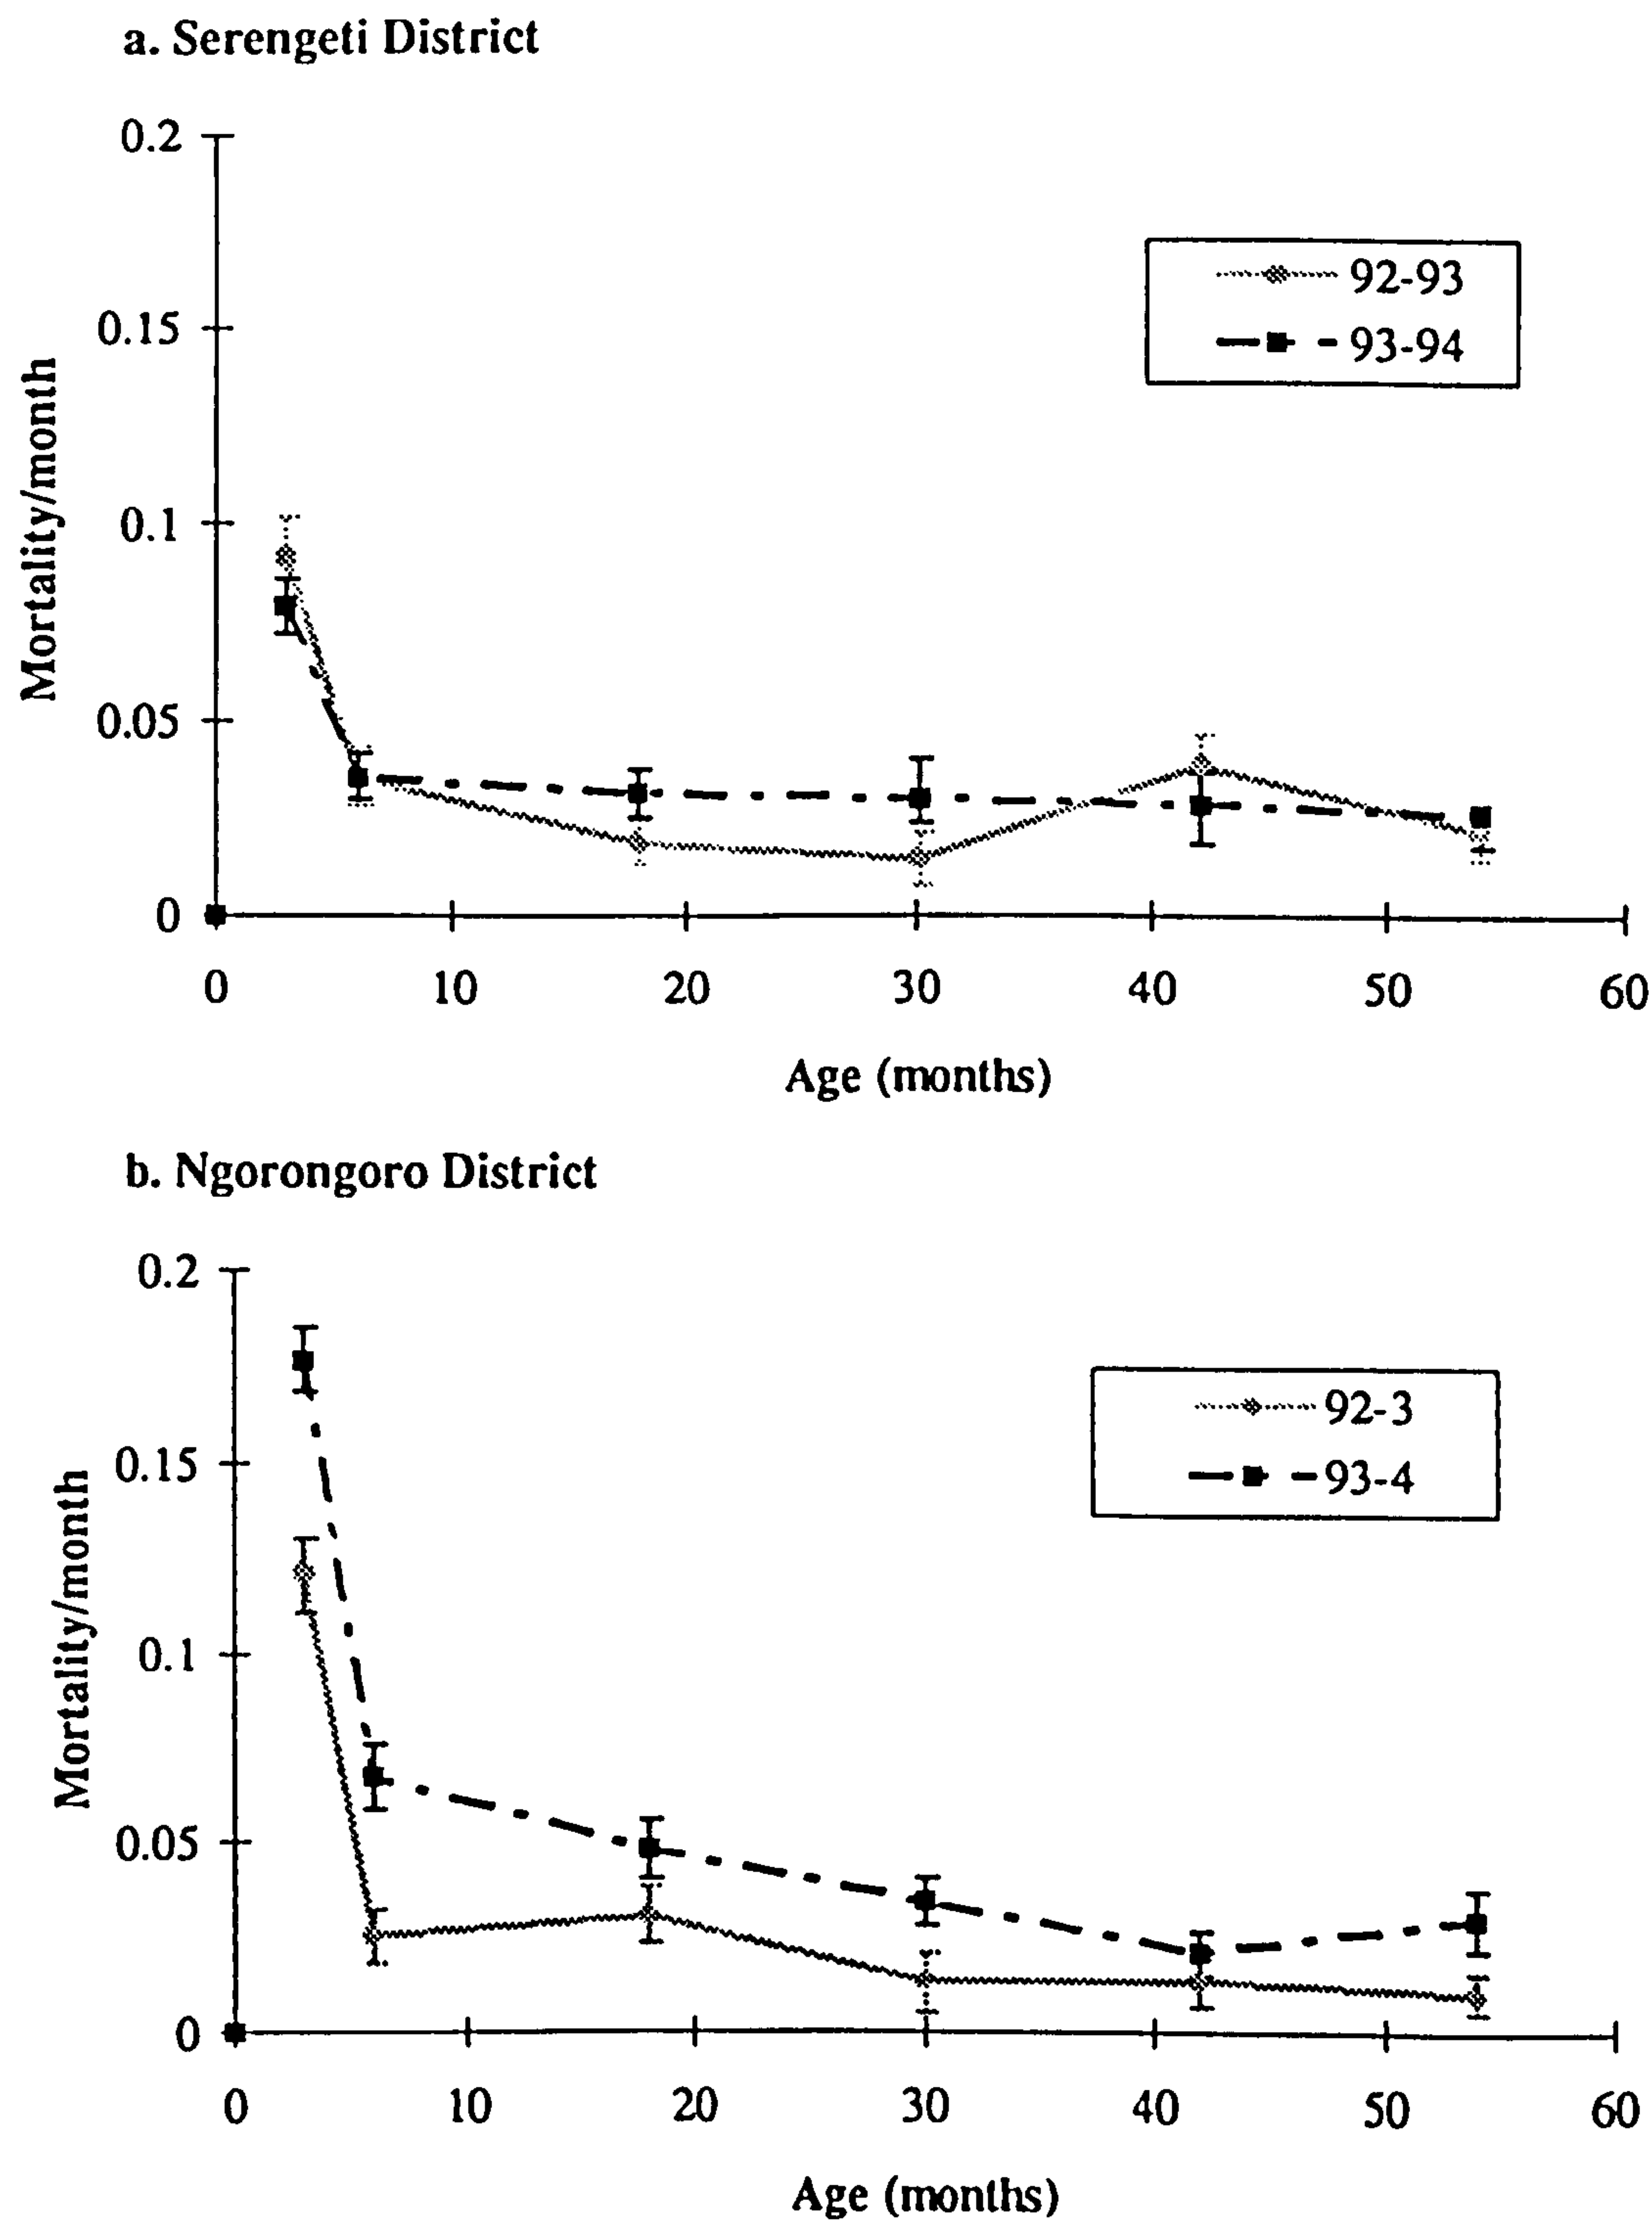 a. Serengeti District
0.2
0.15
0.1
0.05
0
Mortality/month
92-93
93-94
0 10 20 30 40 50 60
Age (months)
b. Ngorongoro District
0.2
0.15
0.1
0.05
0
Mortality/month
92-3
93-4
0 10 20 30 40 50 60
Age (months)